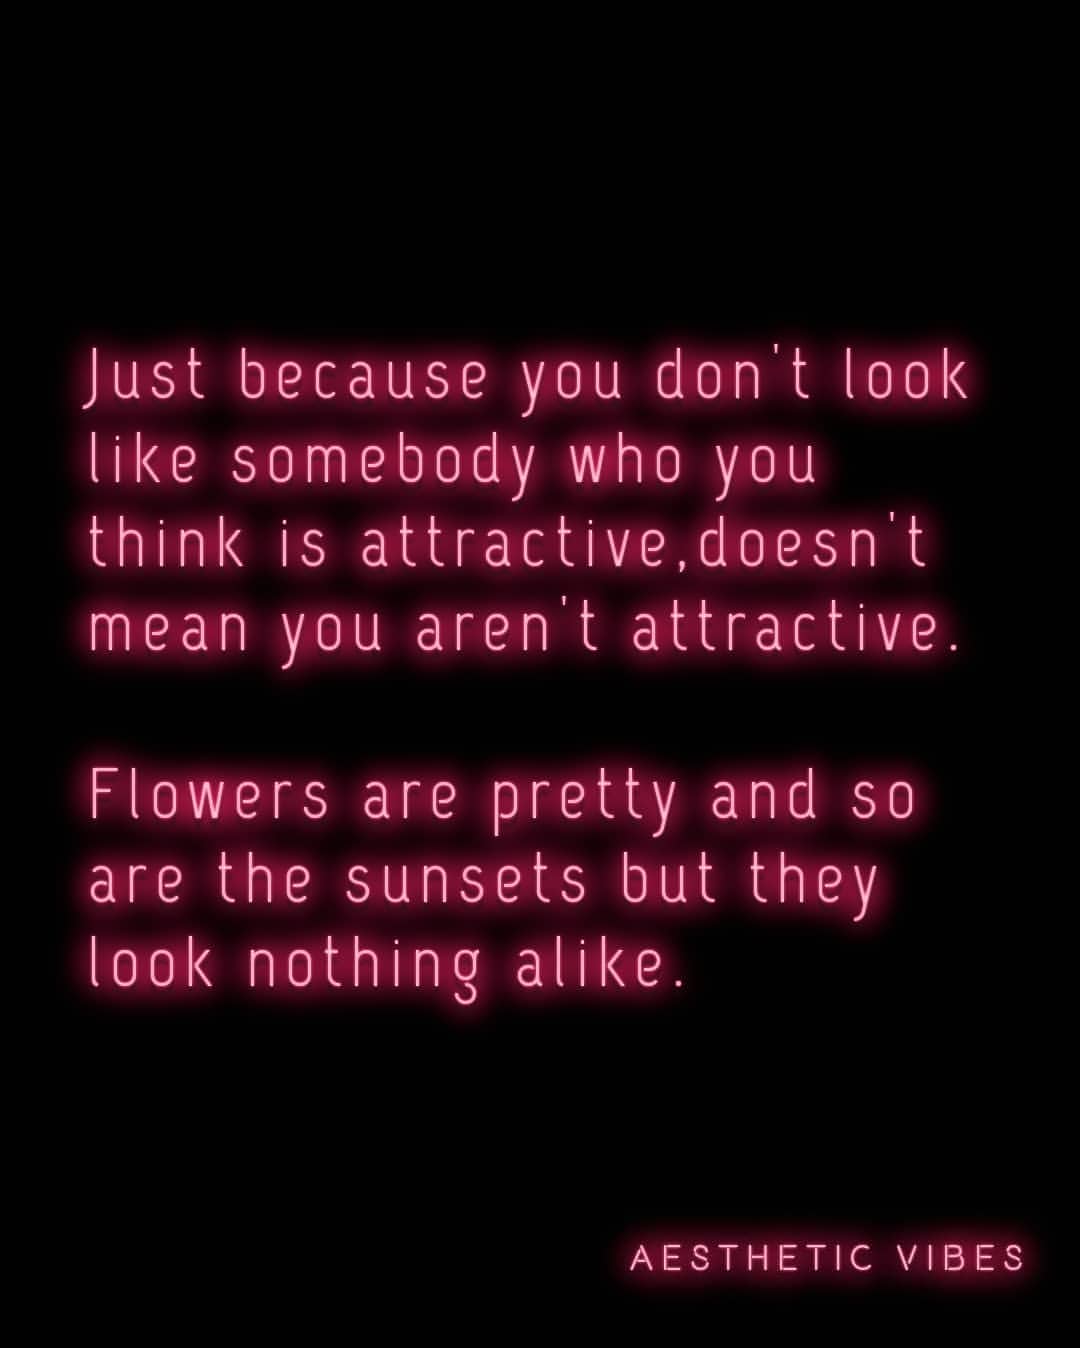 Just because you don't look
like somebody who you
think is attractive,doesn't
mean you aren't attractive.
Flowers are pretty and so
are the sunsets but they
look nothing alike.
AESTHETIC VIBES